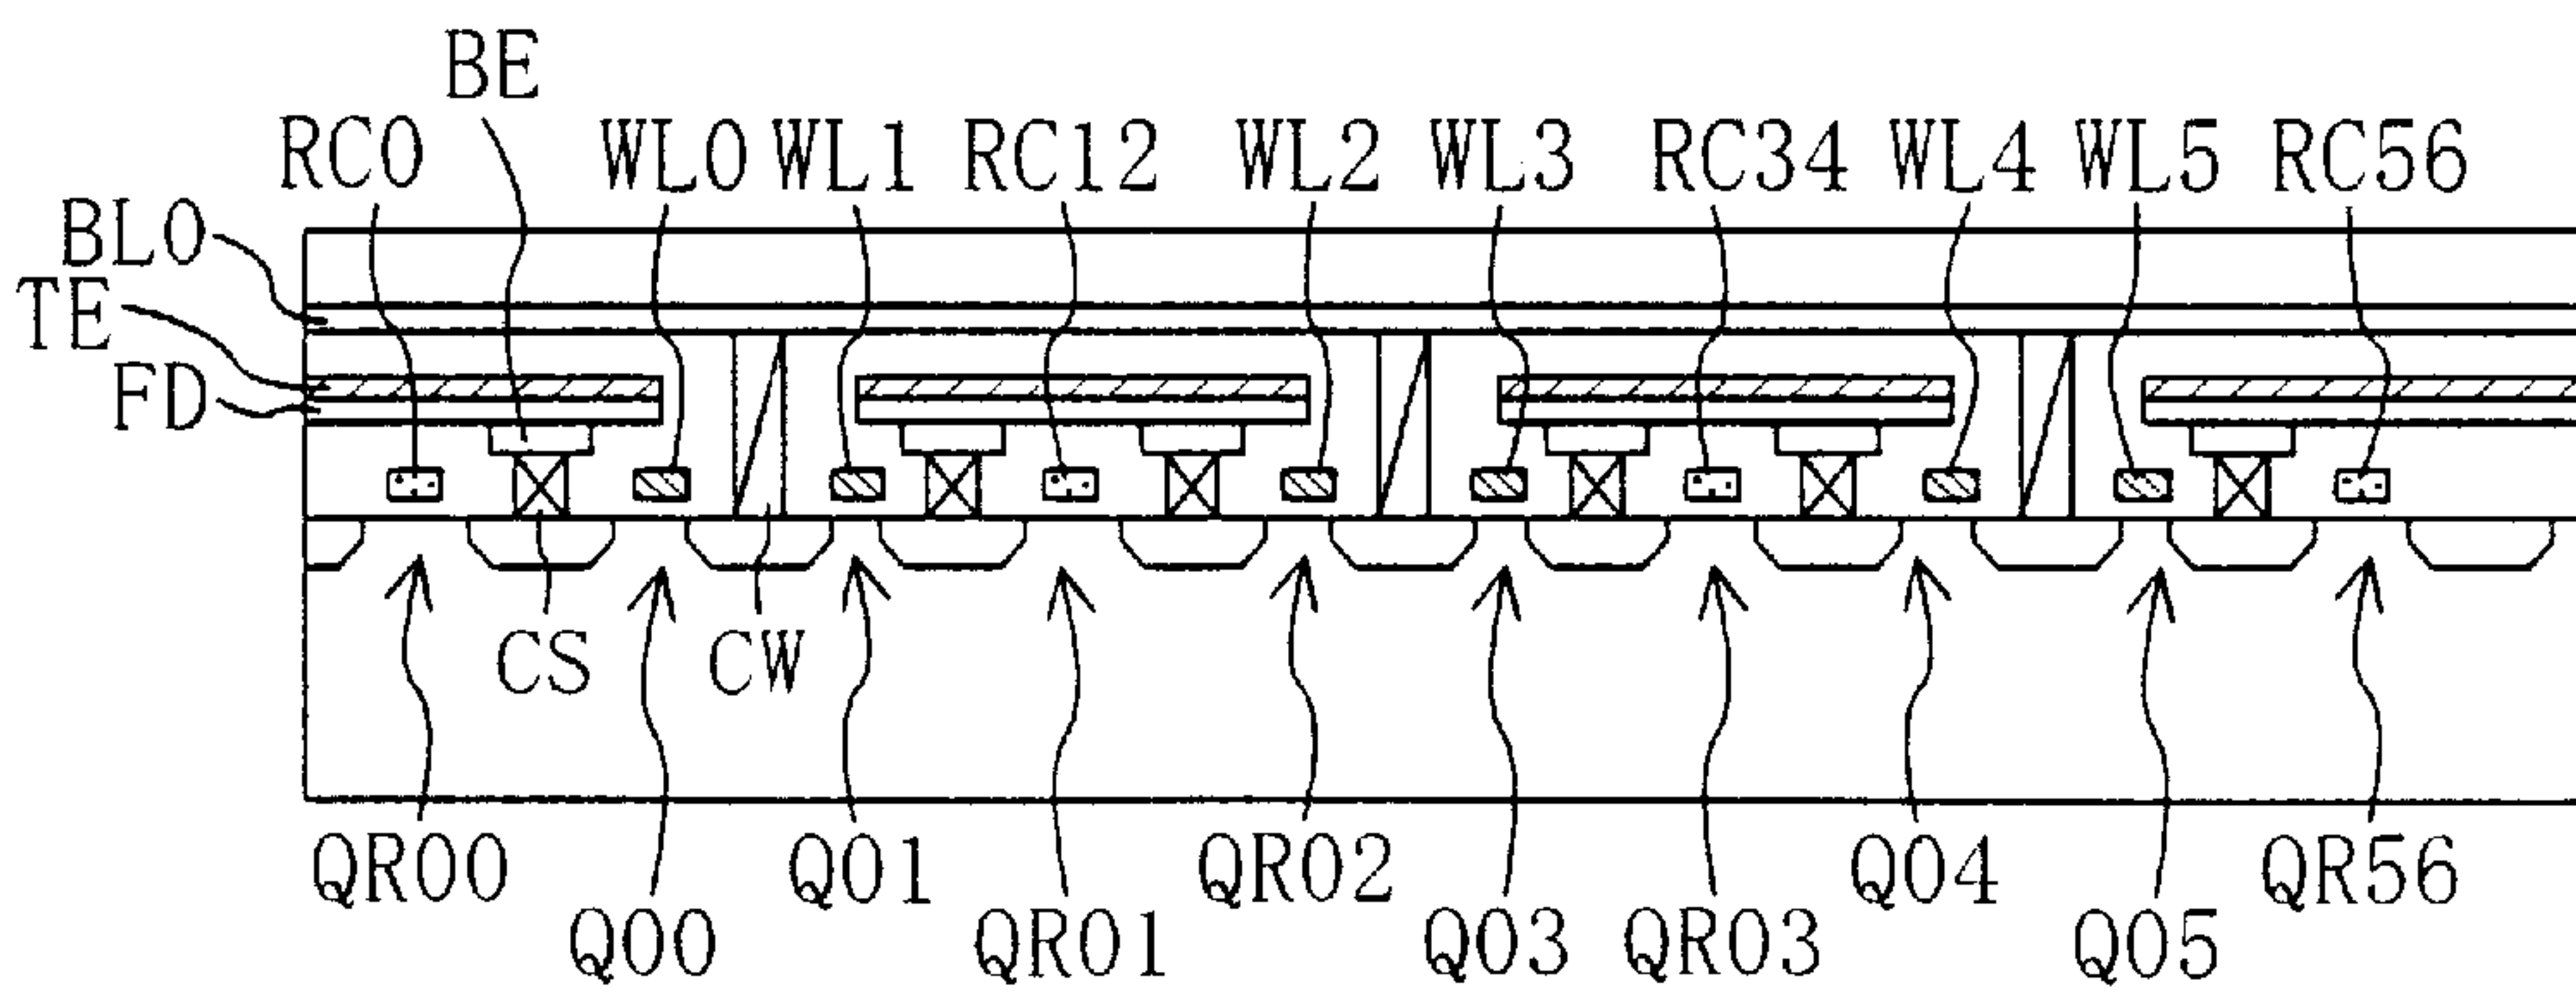 BE
RC0 WL0 WL1 RC12 WL2 WL3 RC34 WL4 WL5 RC56
BL0
TE
FD
CS CW
QR00 Q01 QR02 Q04 QR56
Q00 QR01 Q03 QR03 Q05